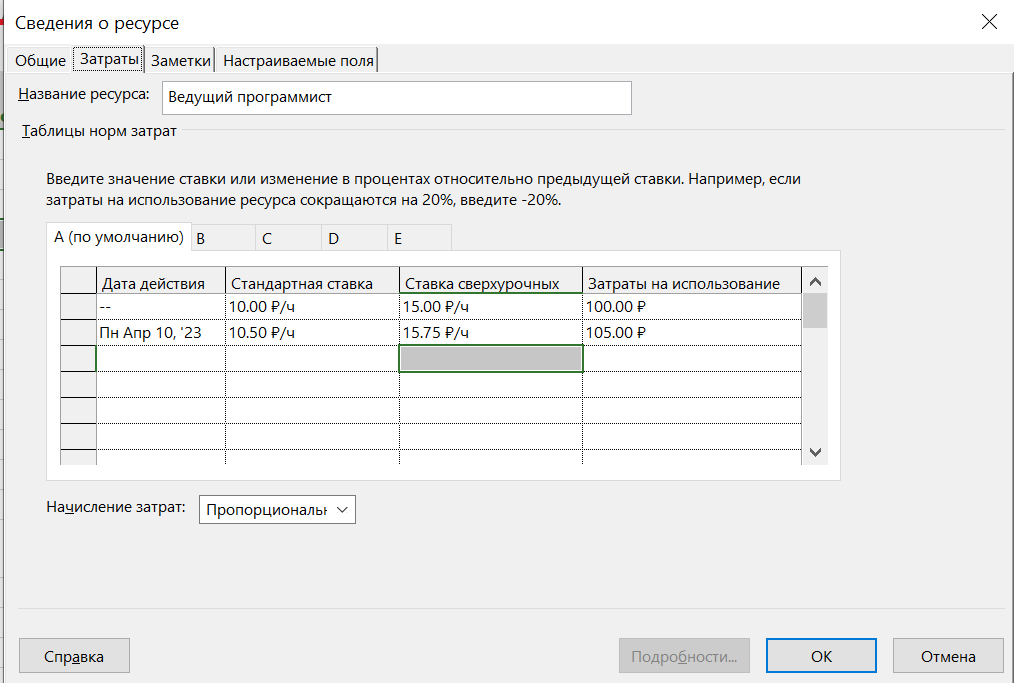 Сведения о ресурсе
Общие Затраты Заметки Настраиваемые поля
Название ресурса: Ведущий программист
Таблицы норм затрат
Введите значение ставки или изменение в процентах относительно предыдущей ставки. Например, если
затраты на использование ресурса сокращаются на 20%, введите -20%.
A (по умолчанию) B C D E
Дата действия Стандартная ставка Ставка сверхурочных Затраты на использование
-- 10.00 ₽/ч 15.00 ₽/ч 100.00 ₽
Пн Апр 10, '23 10.50 ₽/ч 15.75 ₽/ч 105.00 ₽
Начисление затрат: Пропорциональн
Справка Подробности... ОК Отмена